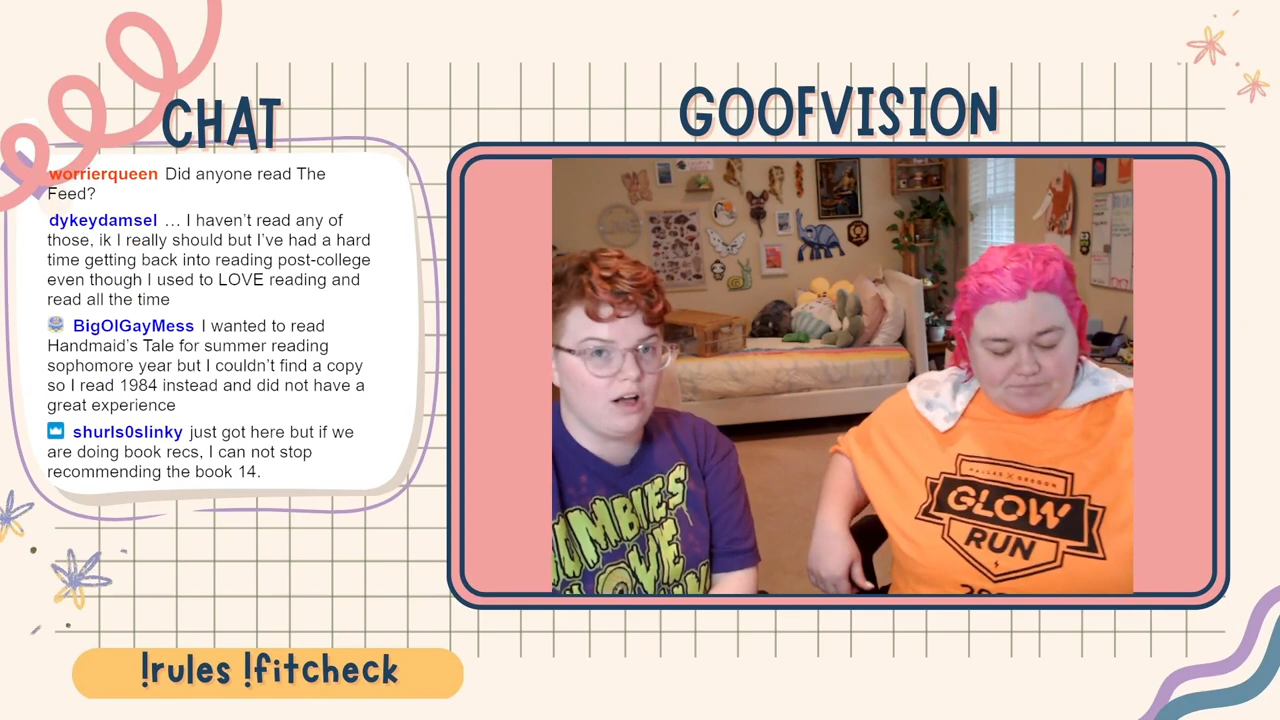 CHAT
GOOFVISION
worrierqueen Did anyone read The
Feed?
dykeydamsel … I haven't read any of
those, ik I really should but I've had a hard
time getting back into reading post-college
even though I used to LOVE reading and
read all the time
BigOlGayMess I wanted to read
Handmaid's Tale for summer reading
sophomore year but I couldn't find a copy
so I read 1984 instead and did not have a
great experience
shurls0slinky just got here but if we
are doing book recs, I can not stop
recommending the book 14.
ZOMBIES
LOVE
DALLAS X OREGON
GLOW
RUN
!rules !fitcheck